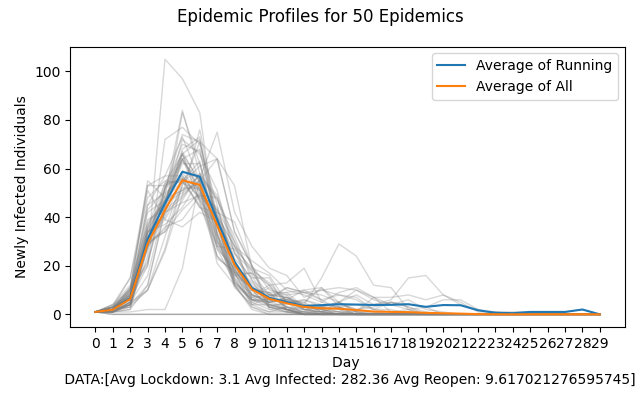 Epidemic Profiles for 50 Epidemics
Average of Running
Average of All
Newly Infected Individuals
100
80
60
40
20
0
0 1 2 3 4 5 6 7 8 9 10 11 12 13 14 15 16 17 18 19 20 21 22 23 24 25 26 27 28 29
Day
DATA:[Avg Lockdown: 3.1 Avg Infected: 282.36 Avg Reopen: 9.617021276595745]